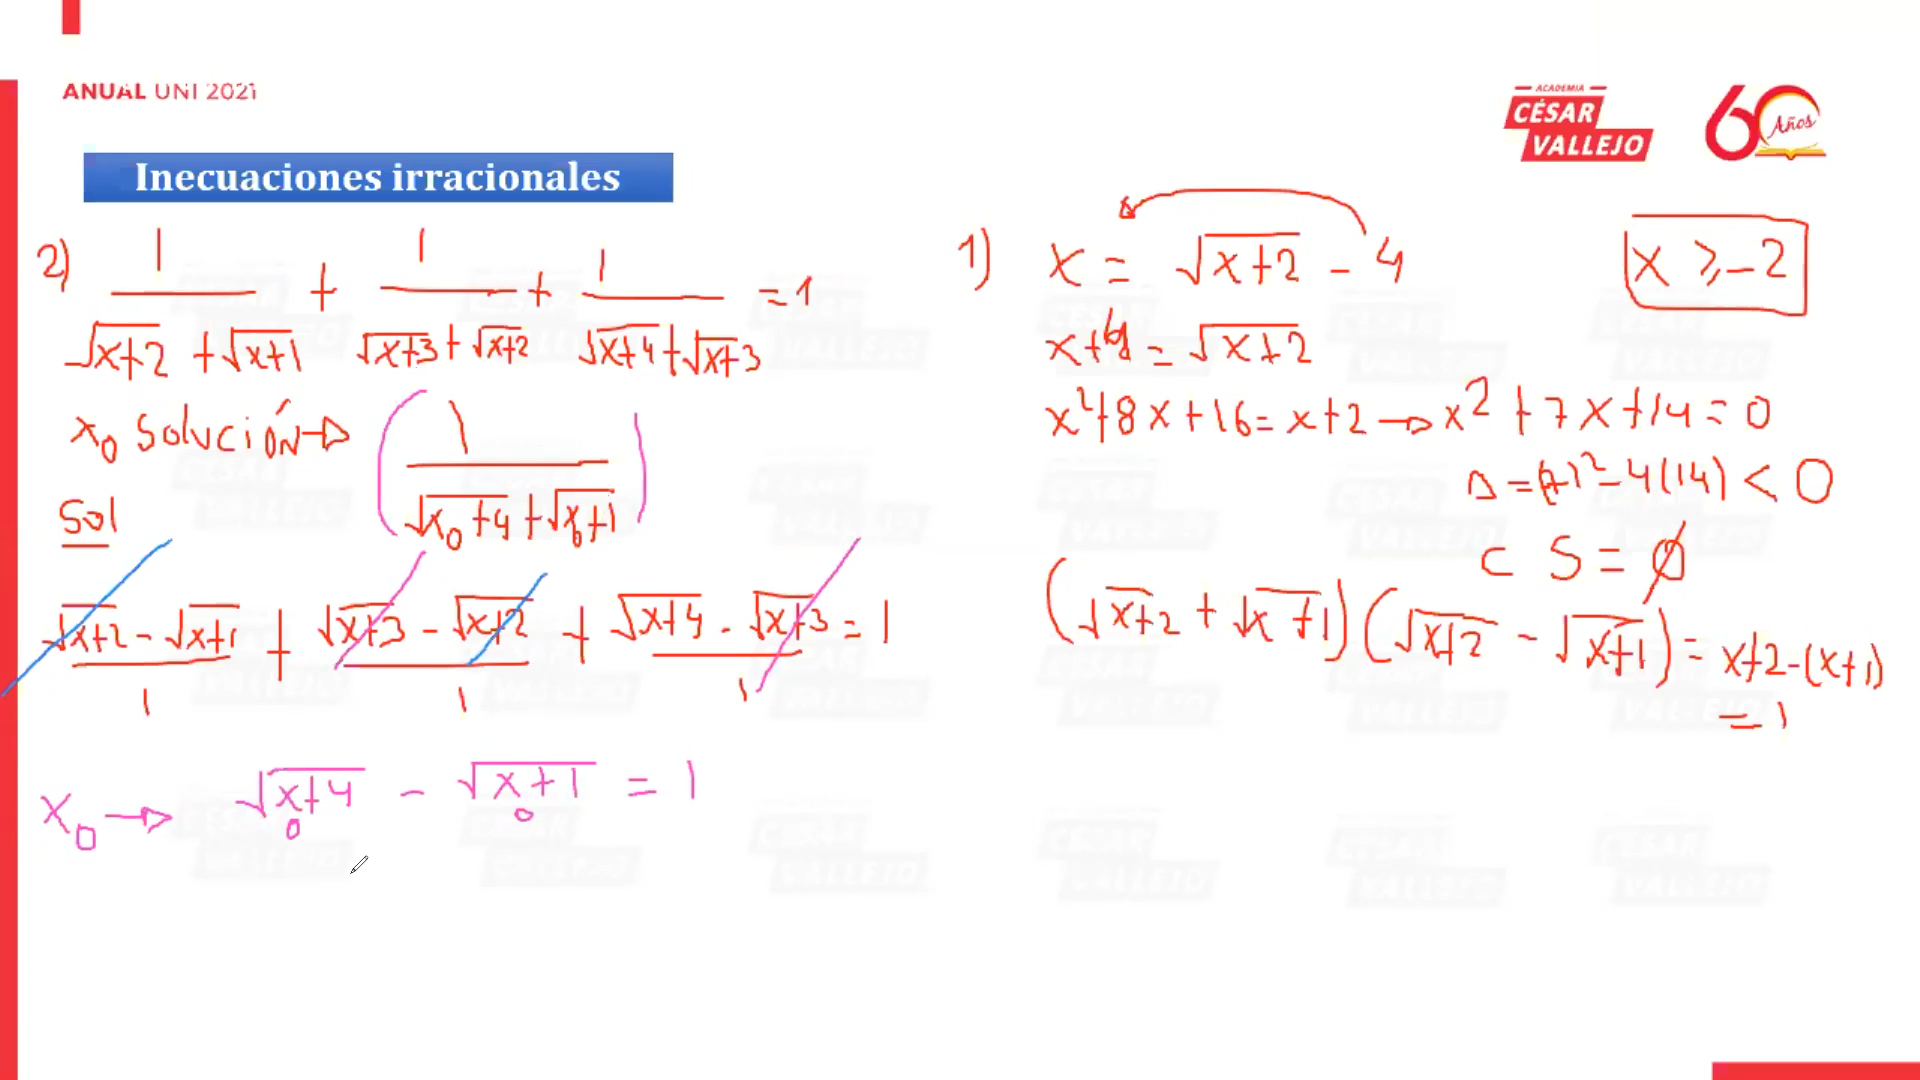 ANUAL UNI 2021
ACADEMIA
CÉSAR
VALLEJO
60 Años
Inecuaciones irracionales
2) 1/(√(x+2) + √(x+1)) + 1/(√(x+3) + √(x+2)) + 1/(√(x+4) + √(x+3)) = 1
x₀ solución → (1/(√(x₀+4) + √(x₀+1)))
Sol
(√(x+2) - √(x+1))/1 + (√(x+3) - √(x+2))/1 + (√(x+4) - √(x+3))/1 = 1
x₀ → √(x₀+4) - √(x₀+1) = 1
1) x = √(x+2) - 4
x ≥ -2
x+4 = √(x+2)
x²+8x+16 = x+2 → x²+7x+14 = 0
Δ = (7)² - 4(14) < 0
CS = ∅
(√(x+2) + √(x+1))(√(x+2) - √(x+1)) = x+2-(x+1)
= 1